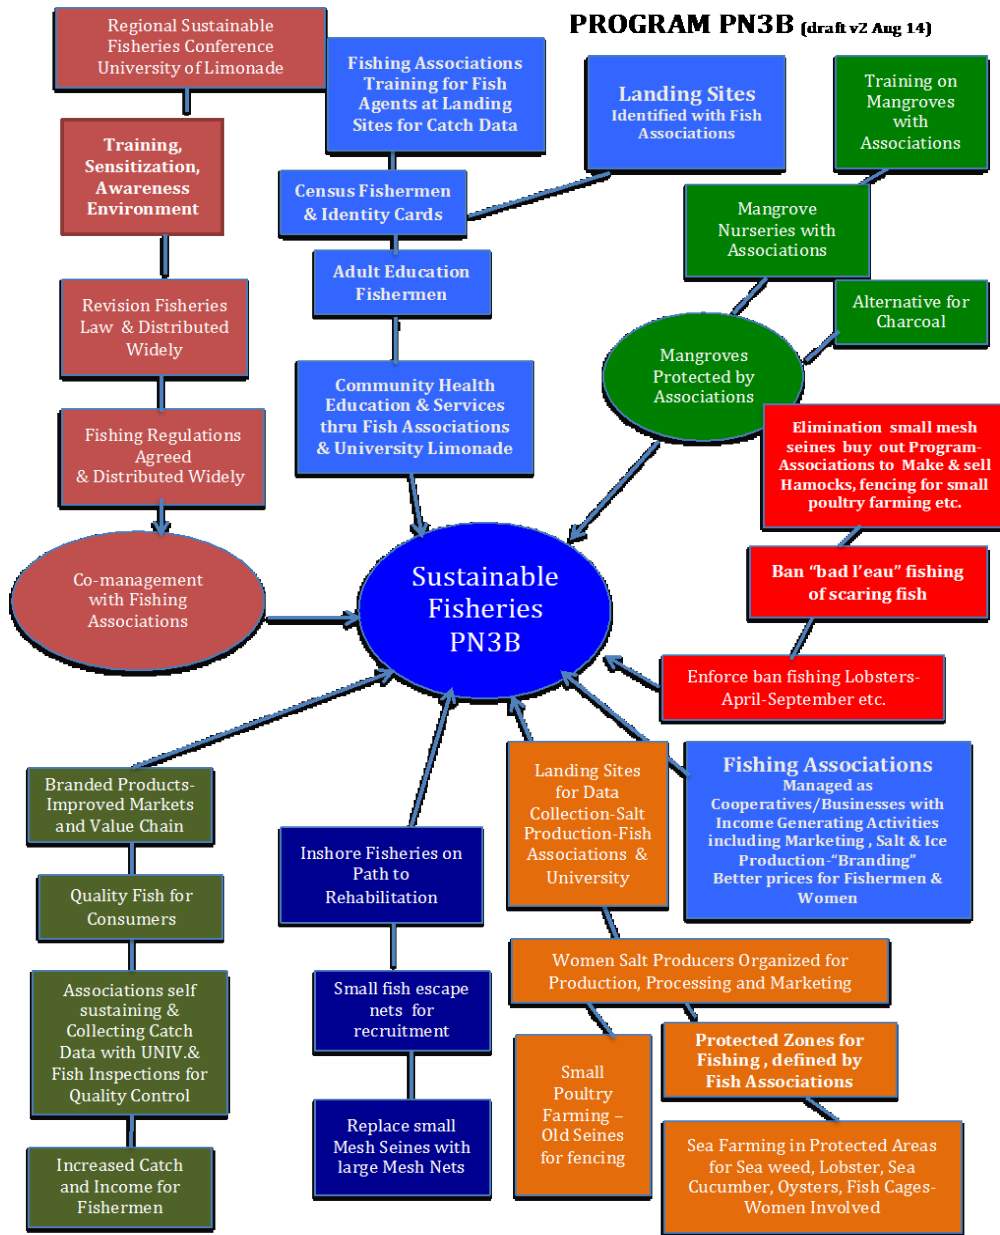 PROGRAM PN3B (draft v2 Aug 14)
Regional Sustainable
Fisheries Conference
University of Limonade
Training,
Sensitization,
Awareness
Environment
Revision Fisheries
Law & Distributed
Widely
Fishing Regulations
Agreed
& Distributed Widely
Co-management
with Fishing
Associations
Fishing Associations
Training for Fish
Agents at Landing
Sites for Catch Data
Landing Sites
Identified with Fish
Associations
Census Fishermen
& Identity Cards
Adult Education
Fishermen
Community Health
Education & Services
thru Fish Associations
& University Limonade
Training on
Mangroves
with
Associations
Mangrove
Nurseries with
Associations
Alternative for
Charcoal
Mangroves
Protected by
Associations
Elimination small mesh
seines buy out Program-
Associations to Make & sell
Hamocks, fencing for small
poultry farming etc.
Ban “bad l’eau” fishing
of scaring fish
Enforce ban fishing Lobsters-
April-September etc.
Sustainable
Fisheries
PN3B
Branded Products-
Improved Markets
and Value Chain
Quality Fish for
Consumers
Associations self
sustaining &
Collecting Catch
Data with UNIV.&
Fish Inspections for
Quality Control
Increased Catch
and Income for
Fishermen
Inshore Fisheries on
Path to
Rehabilitation
Small fish escape
nets for
recruitment
Replace small
Mesh Seines with
large Mesh Nets
Landing Sites
for Data
Collection-Salt
Production-Fish
Associations &
University
Fishing Associations
Managed as
Cooperatives/Businesses with
Income Generating Activities
including Marketing , Salt & Ice
Production-“Branding”
Better prices for Fishermen &
Women
Women Salt Producers Organized for
Production, Processing and Marketing
Small
Poultry
Farming –
Old Seines
for fencing
Protected Zones for
Fishing , defined by
Fish Associations
Sea Farming in Protected Areas
for Sea weed, Lobster, Sea
Cucumber, Oysters, Fish Cages-
Women Involved